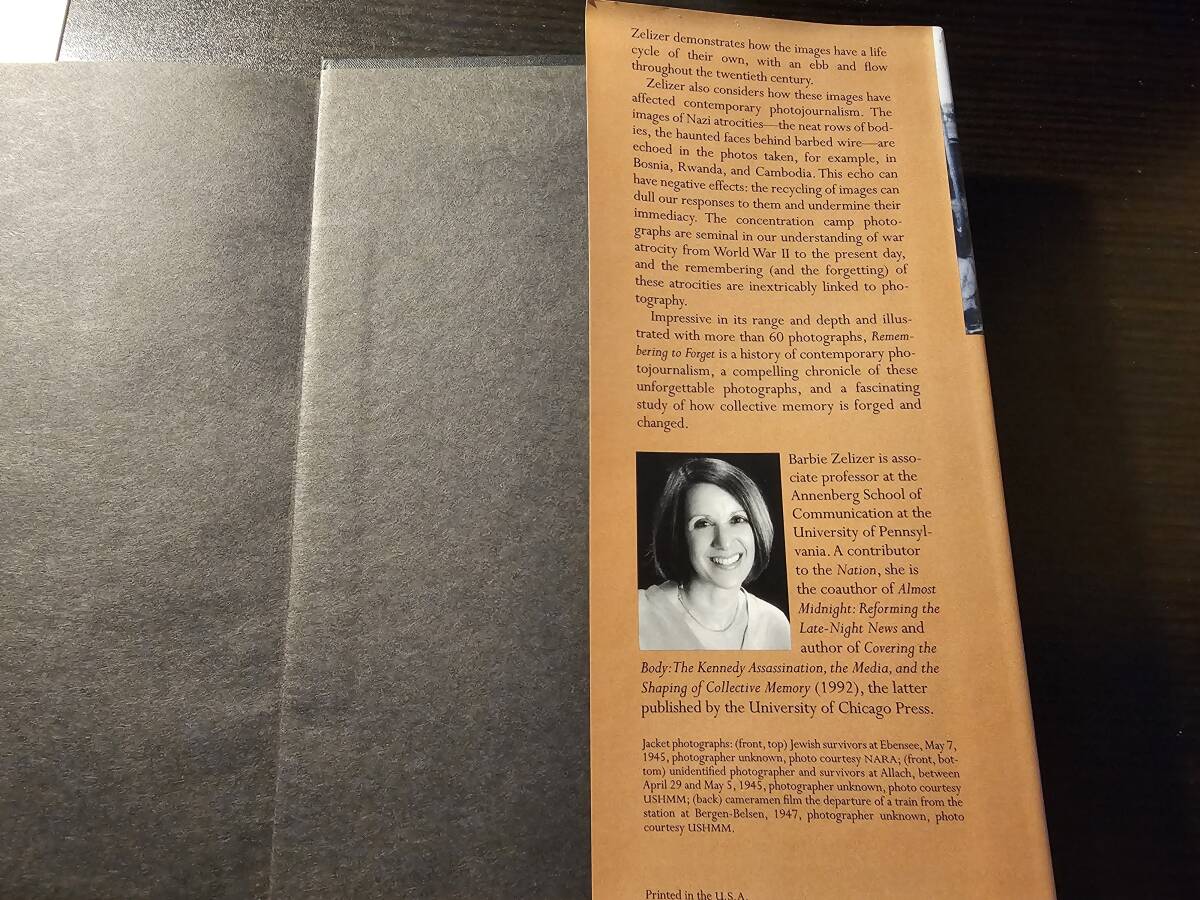 Zelizer demonstrates how the images have a life
cycle of their own, with an ebb and flow
throughout the twentieth century.
Zelizer also considers how these images have
affected contemporary photojournalism. The
images of Nazi atrocities—the neat rows of bod-
ies, the haunted faces behind barbed wire—are
echoed in the photos taken, for example, in
Bosnia, Rwanda, and Cambodia. This echo can
have negative effects: the recycling of images can
dull our responses to them and undermine their
immediacy. The concentration camp photo-
graphs are seminal in our understanding of war
atrocity from World War II to the present day,
and the remembering (and the forgetting) of
these atrocities are inextricably linked to pho-
tography.
Impressive in its range and depth and illus-
trated with more than 60 photographs, Remem-
bering to Forget is a history of contemporary pho-
tojournalism, a compelling chronicle of these
unforgettable photographs, and a fascinating
study of how collective memory is forged and
changed.
Barbie Zelizer is asso-
ciate professor at the
Annenberg School of
Communication at the
University of Pennsyl-
vania. A contributor
to the Nation, she is
the coauthor of Almost
Midnight: Reforming the
Late-Night News and
author of Covering the
Body: The Kennedy Assassination, the Media, and the
Shaping of Collective Memory (1992), the latter
published by the University of Chicago Press.
Jacket photographs: (front, top) Jewish survivors at Ebensee, May 7,
1945, photographer unknown, photo courtesy NARA; (front, bot-
tom) unidentified photographer and survivors at Allach, between
April 29 and May 5, 1945, photographer unknown, photo courtesy
USHMM; (back) cameramen film the departure of a train from the
station at Bergen-Belsen, 1947, photographer unknown, photo
courtesy USHMM.
Printed in the U.S.A.